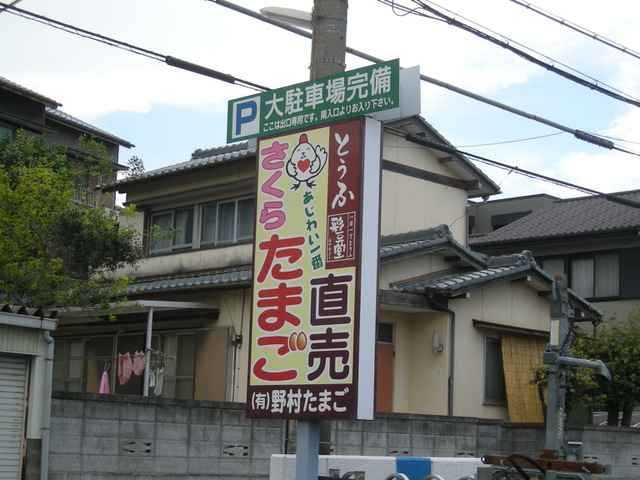 P 大駐車場完備
ここは出口専用です。南入口よりお入り下さい。
とうふ
あじわい一番
さくら
たまご
直売
(有)野村たまご